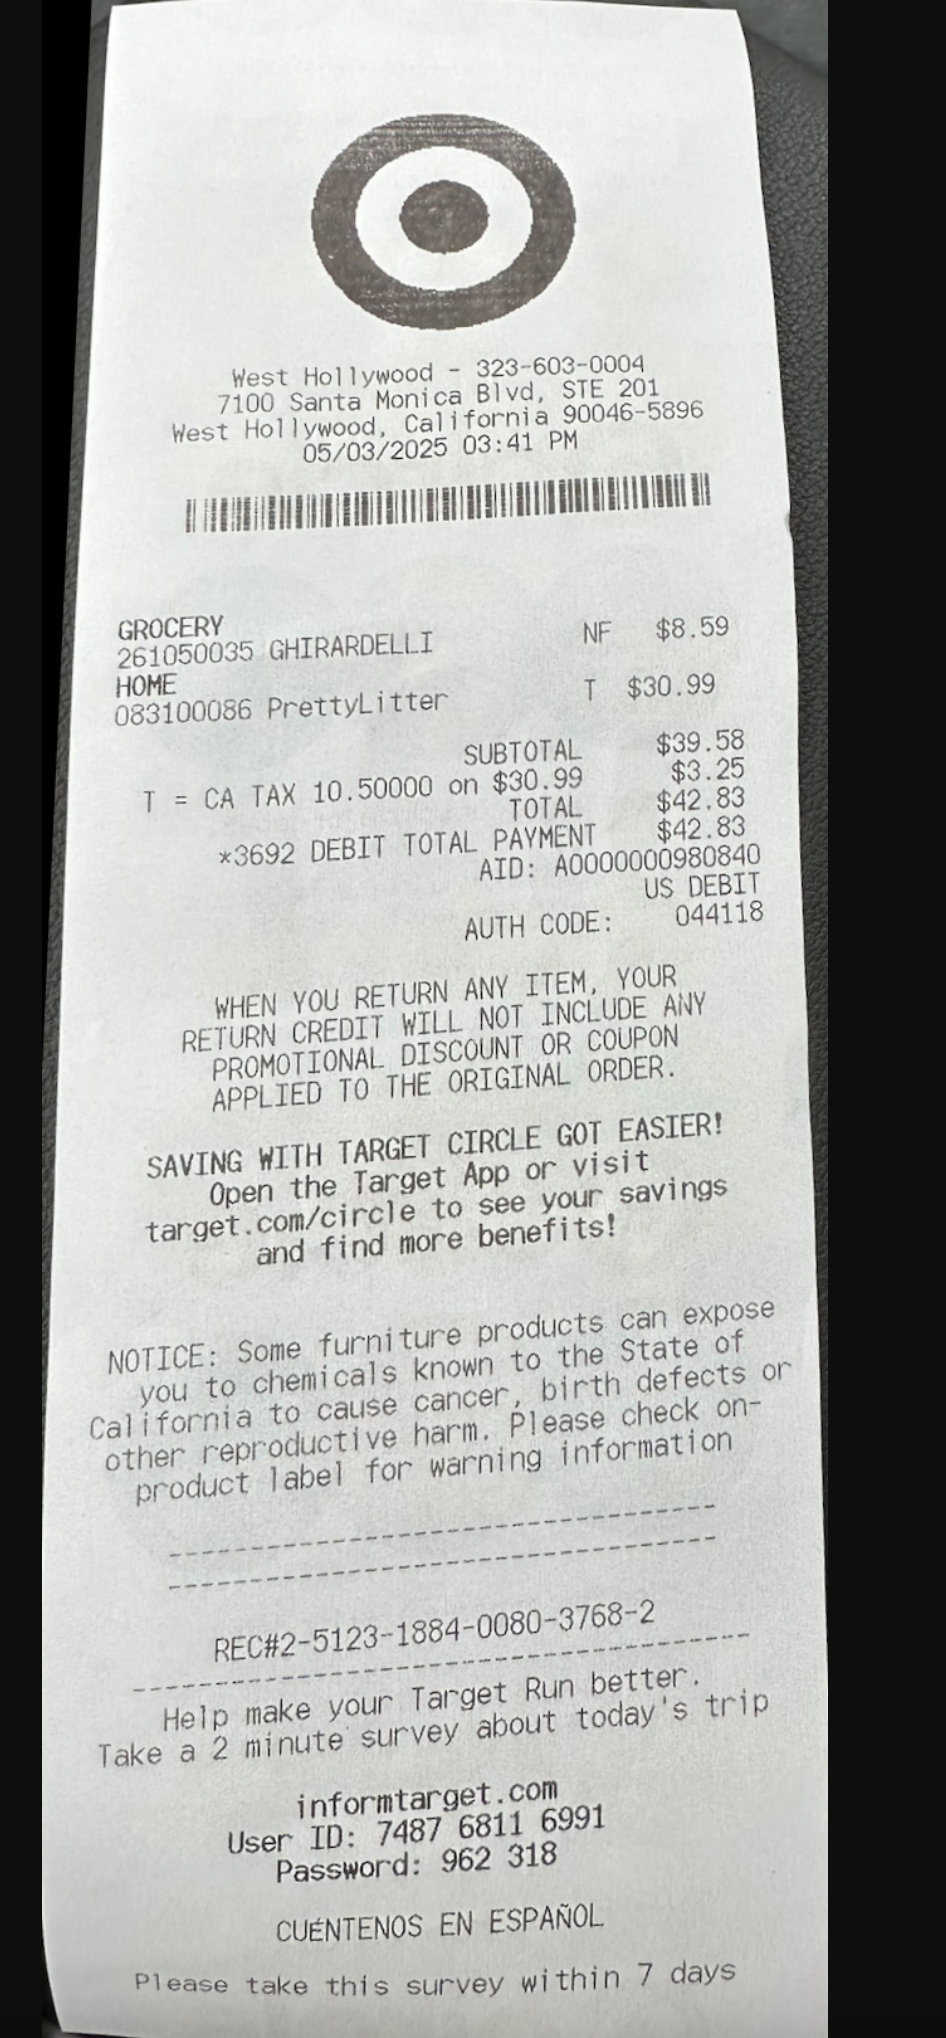 West Hollywood - 323-603-0004
7100 Santa Monica Blvd, STE 201
West Hollywood, California 90046-5896
05/03/2025 03:41 PM
GROCERY
261050035 GHIRARDELLI NF $8.59
HOME
083100086 PrettyLitter T $30.99
SUBTOTAL $39.58
T = CA TAX 10.50000 on $30.99 $3.25
TOTAL $42.83
*3692 DEBIT TOTAL PAYMENT $42.83
AID: A0000000980840
US DEBIT
AUTH CODE: 044118
WHEN YOU RETURN ANY ITEM, YOUR
RETURN CREDIT WILL NOT INCLUDE ANY
PROMOTIONAL DISCOUNT OR COUPON
APPLIED TO THE ORIGINAL ORDER.
SAVING WITH TARGET CIRCLE GOT EASIER!
Open the Target App or visit
target.com/circle to see your savings
and find more benefits!
NOTICE: Some furniture products can expose
you to chemicals known to the State of
California to cause cancer, birth defects or
other reproductive harm. Please check on-
product label for warning information
REC#2-5123-1884-0080-3768-2
Help make your Target Run better.
Take a 2 minute survey about today's trip
informtarget.com
User ID: 7487 6811 6991
Password: 962 318
CUÉNTENOS EN ESPAÑOL
Please take this survey within 7 days